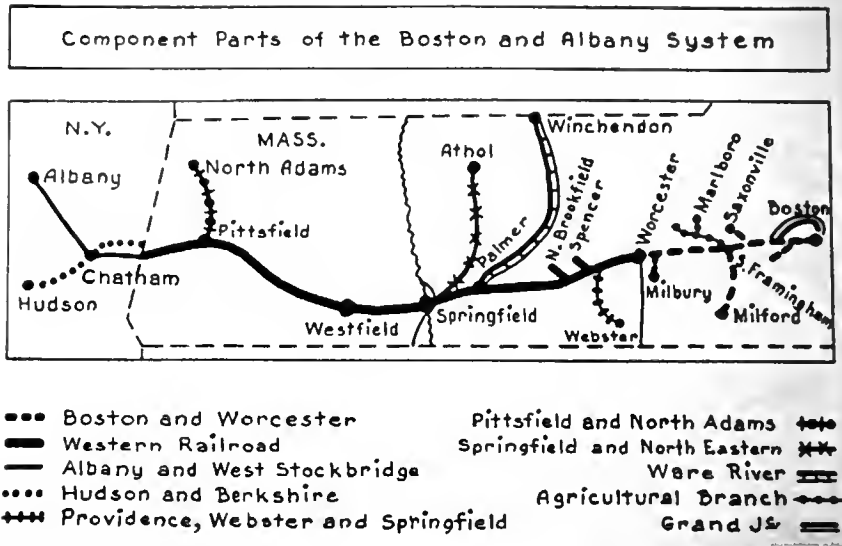 Component Parts of the Boston and Albany System
N.Y.
MASS.
Winchendon
Albany
North Adams
Athol
Pittsfield
Palmer
N. Brookfield
Spencer
Worcester
Marlboro
Saxonville
Boston
Chatham
Hudson
Westfield
Springfield
Webster
Milbury
S. Framingham
Milford
Boston and Worcester
Western Railroad
Albany and West Stockbridge
Hudson and Berkshire
Providence, Webster and Springfield
Pittsfield and North Adams
Springfield and North Eastern
Ware River
Agricultural Branch
Grand Jc.